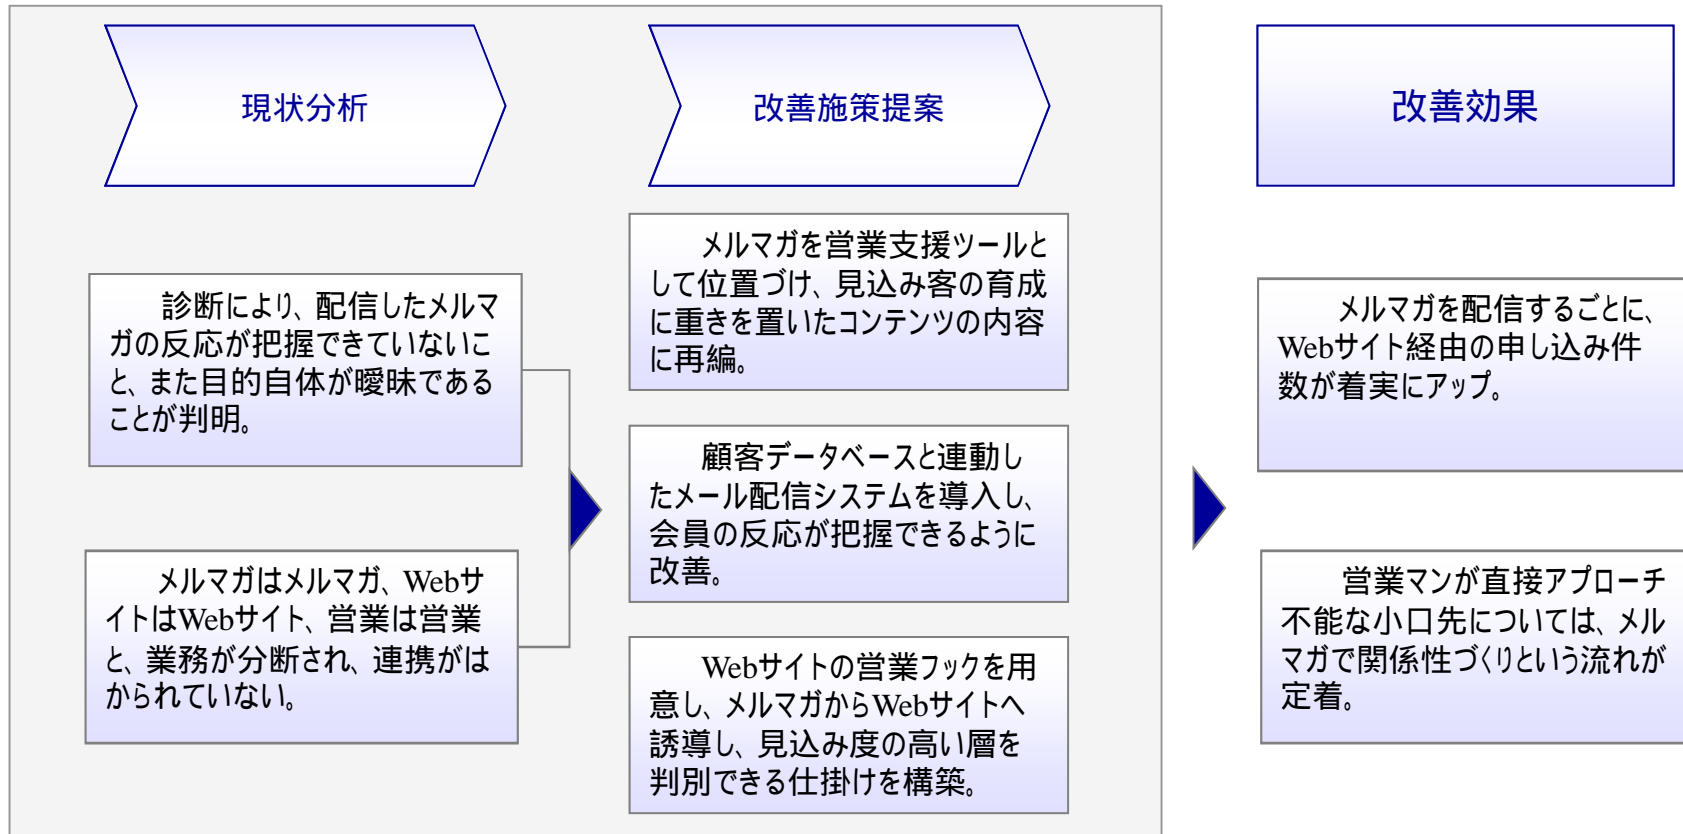 現状分析
改善施策提案
改善効果
診断により、配信したメルマ
ガの反応が把握できていないこ
と、また目的自体が曖昧である
ことが判明。
メルマガはメルマガ、Webサ
イトはWebサイト、営業は営業
と、業務が分断され、連携がは
かられていない。
メルマガを営業支援ツールと
して位置づけ、見込み客の育成
に重きを置いたコンテンツの内容
に再編。
顧客データベースと連動し
たメール配信システムを導入し、
会員の反応が把握できるように
改善。
Webサイトの営業フックを用
意し、メルマガからWebサイトへ
誘導し、見込み度の高い層を
判別できる仕掛けを構築。
メルマガを配信するごとに、
Webサイト経由の申し込み件
数が着実にアップ。
営業マンが直接アプローチ
不能な小口先については、メル
マガで関係性づくりという流れが
定着。